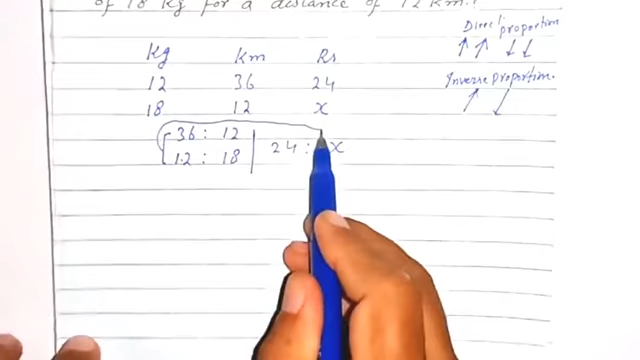 of 18 kg for a distance of 12 km.?
Direct proportion
Kg Km Rs
12 36 24
Inverse proportion.
18 12 x
36 : 12
24 : x
12 : 18